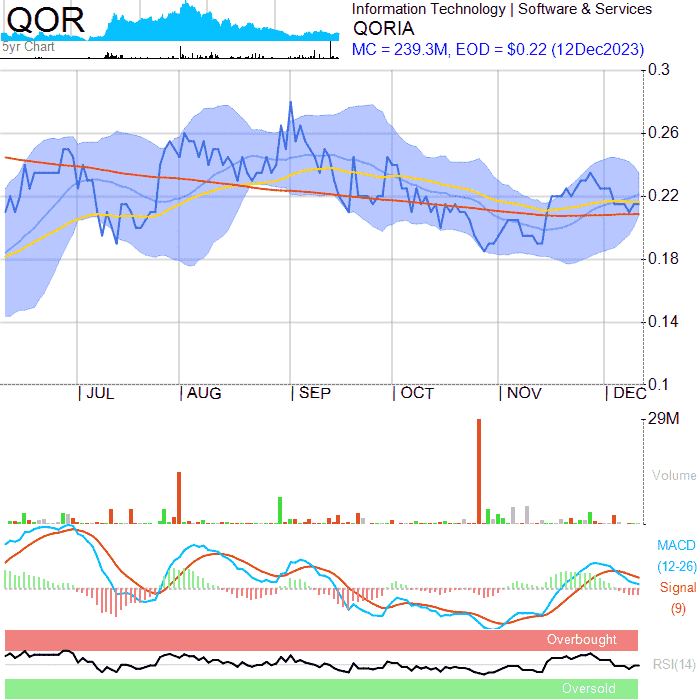 QOR
5yr Chart
Information Technology | Software & Services
QORIA
MC = 239.3M, EOD = $0.22 (12Dec2023)
0.3
0.26
0.22
0.18
0.14
0.1
| JUL | AUG | SEP | OCT | NOV | DEC
29M
Volume
MACD
(12-26)
Signal
(9)
Overbought
RSI(14)
Oversold